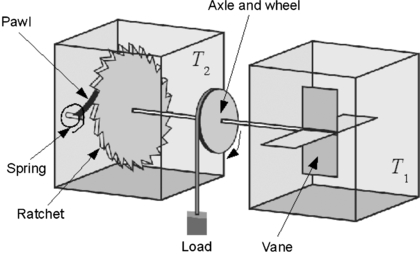 Axle and wheel
Pawl
T2
Spring
T1
Ratchet
Load
Vane